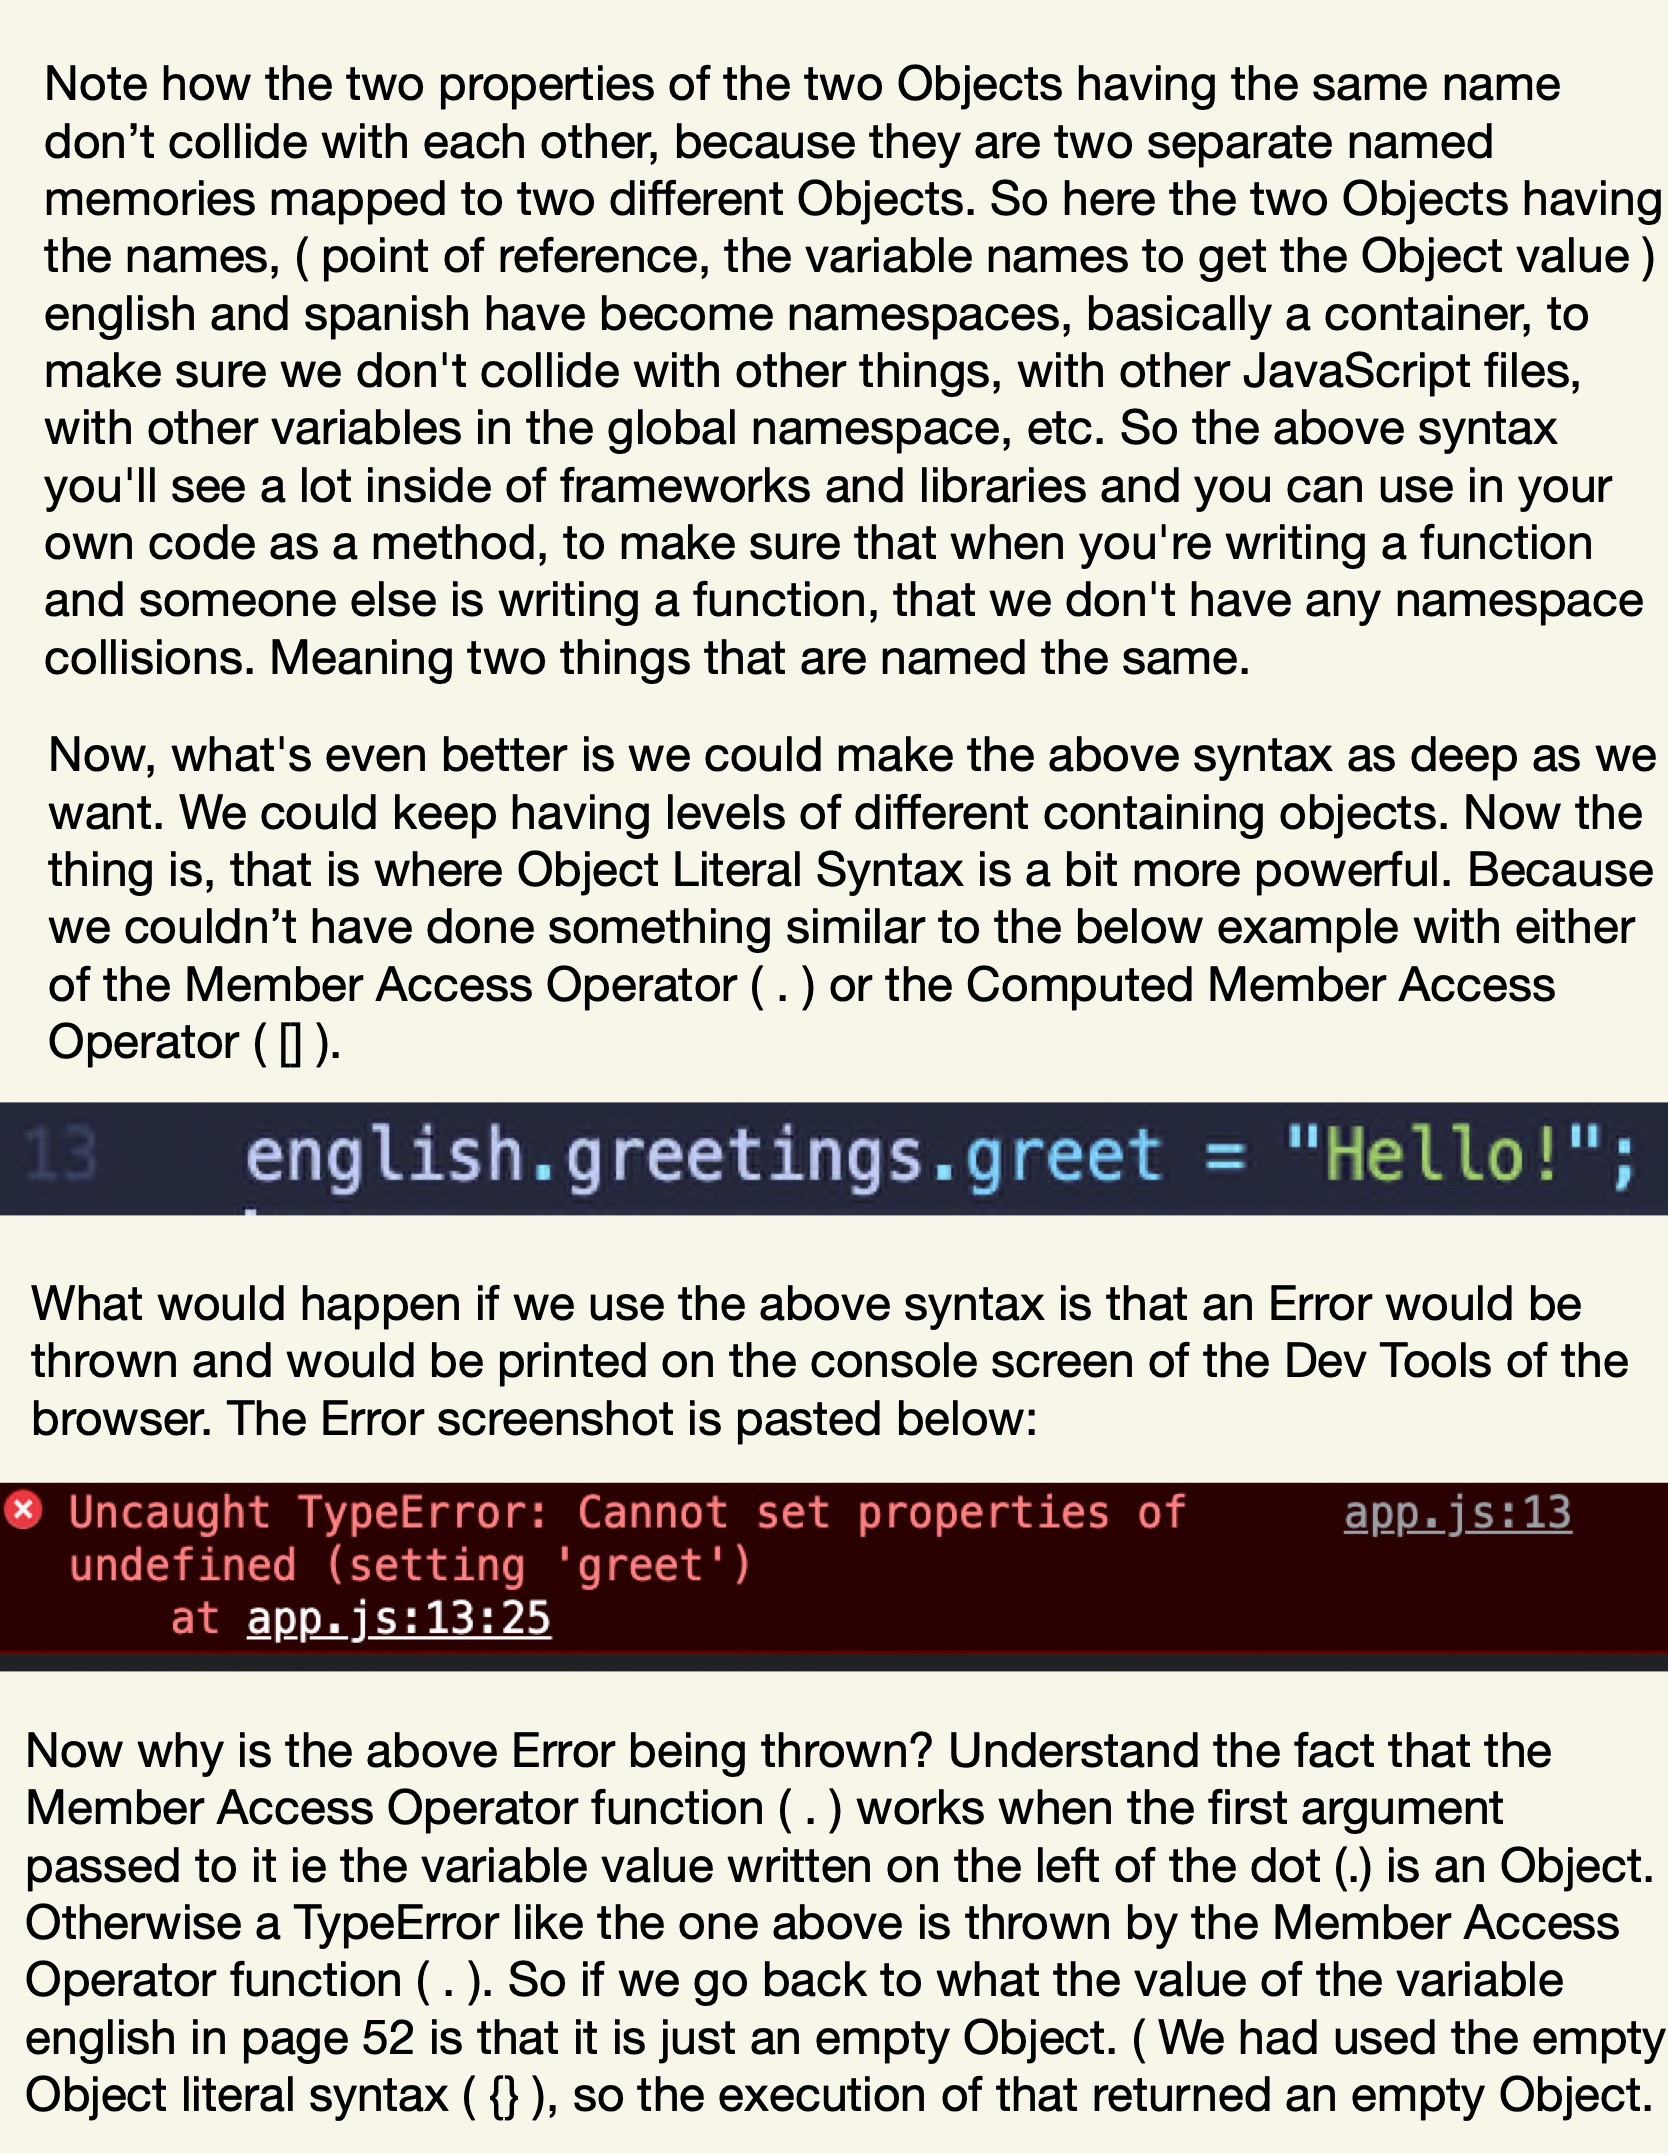 Note how the two properties of the two Objects having the same name
don’t collide with each other, because they are two separate named
memories mapped to two different Objects. So here the two Objects having
the names, ( point of reference, the variable names to get the Object value )
english and spanish have become namespaces, basically a container, to
make sure we don't collide with other things, with other JavaScript files,
with other variables in the global namespace, etc. So the above syntax
you'll see a lot inside of frameworks and libraries and you can use in your
own code as a method, to make sure that when you're writing a function
and someone else is writing a function, that we don't have any namespace
collisions. Meaning two things that are named the same.
Now, what's even better is we could make the above syntax as deep as we
want. We could keep having levels of different containing objects. Now the
thing is, that is where Object Literal Syntax is a bit more powerful. Because
we couldn’t have done something similar to the below example with either
of the Member Access Operator ( . ) or the Computed Member Access
Operator ( [] ).
13 english.greetings.greet = "Hello!";
What would happen if we use the above syntax is that an Error would be
thrown and would be printed on the console screen of the Dev Tools of the
browser. The Error screenshot is pasted below:
Uncaught TypeError: Cannot set properties of app.js:13
undefined (setting 'greet')
at app.js:13:25
Now why is the above Error being thrown? Understand the fact that the
Member Access Operator function ( . ) works when the first argument
passed to it ie the variable value written on the left of the dot (.) is an Object.
Otherwise a TypeError like the one above is thrown by the Member Access
Operator function ( . ). So if we go back to what the value of the variable
english in page 52 is that it is just an empty Object. ( We had used the empty
Object literal syntax ( {} ), so the execution of that returned an empty Object.